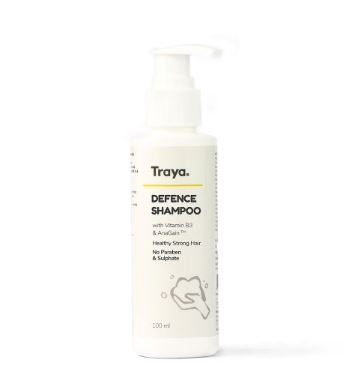 Traya.
DEFENCE
SHAMPOO
with Vitamin B3
& AnaGain™
Healthy Strong Hair
No Paraben
& Sulphate
100 ml